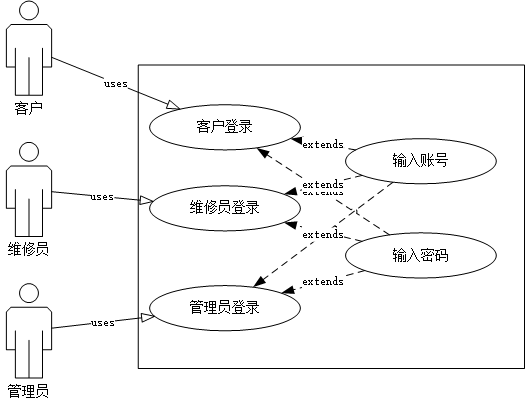 客户
uses
客户登录
extends
输入账号
extends
维修员
uses
维修员登录
extends
输入密码
管理员
uses
管理员登录
extends